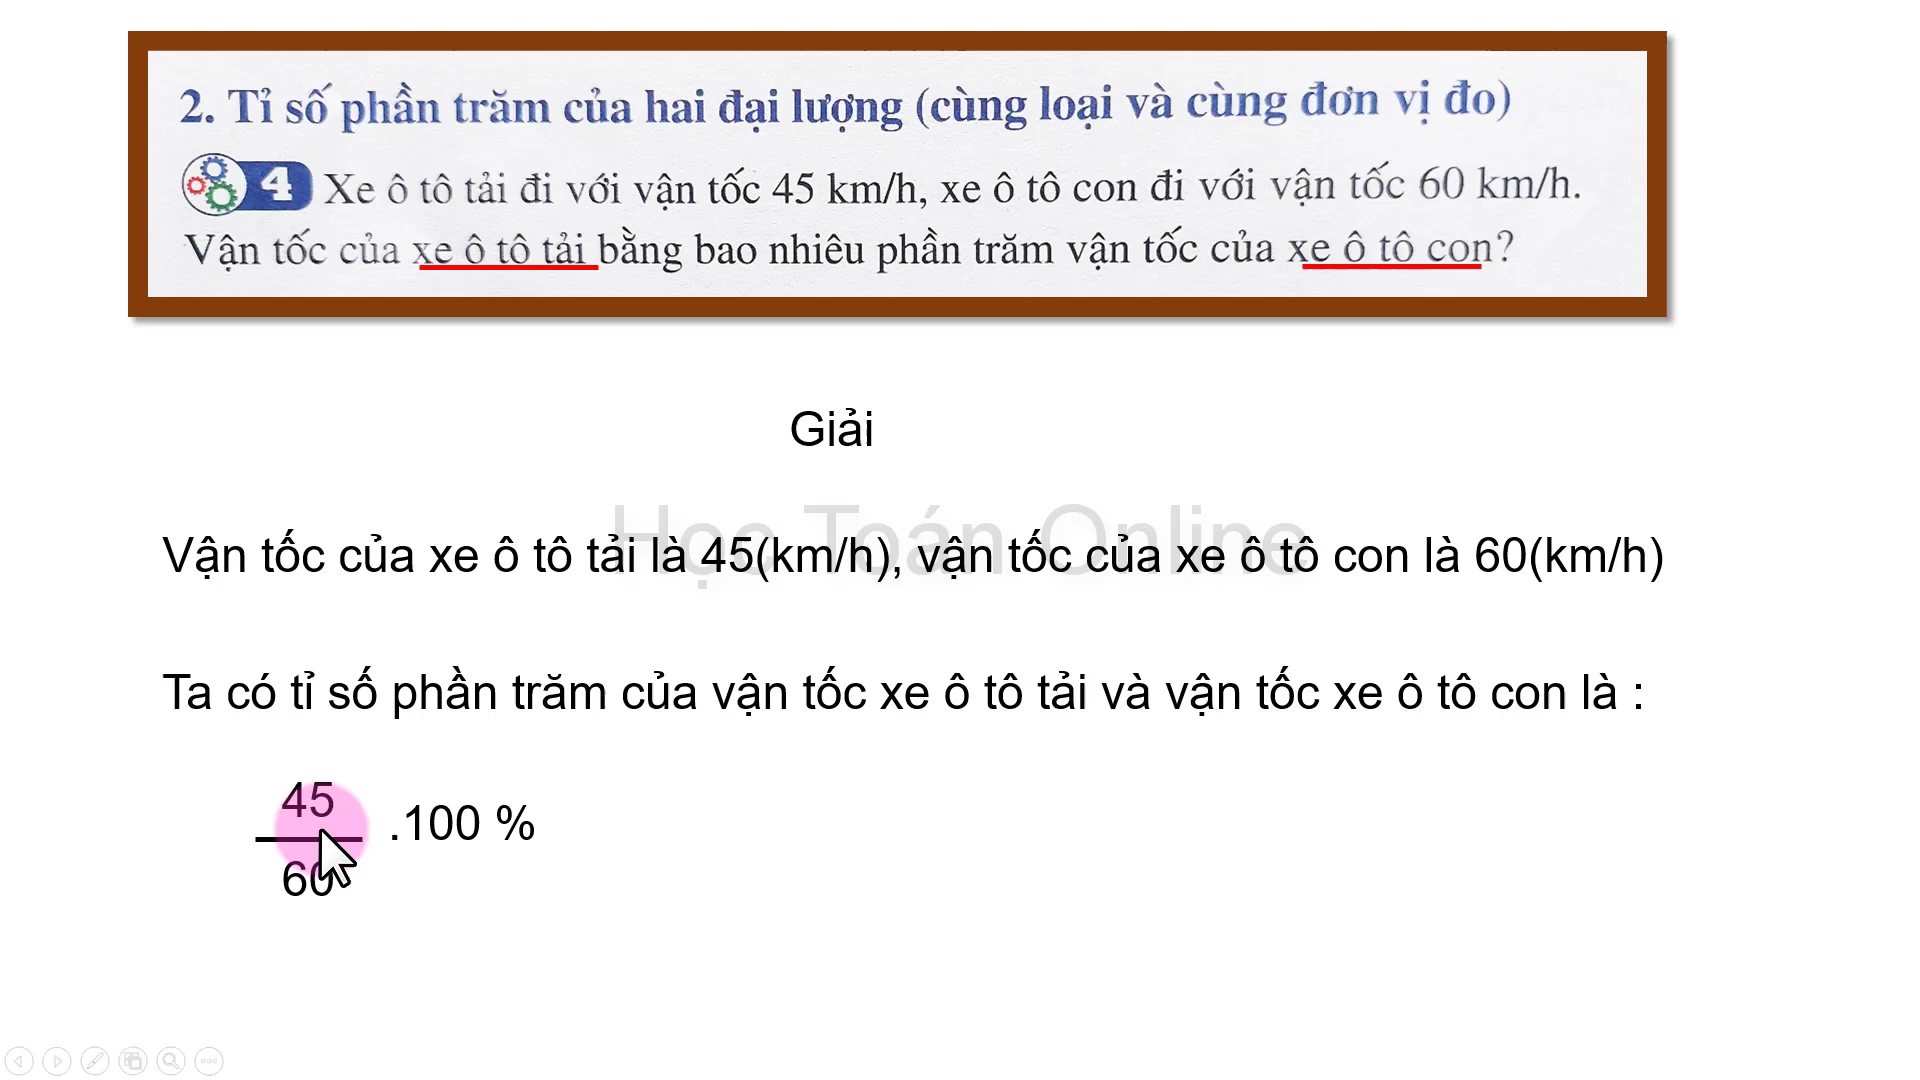 2. Tỉ số phần trăm của hai đại lượng (cùng loại và cùng đơn vị đo)
4 Xe ô tô tải đi với vận tốc 45 km/h, xe ô tô con đi với vận tốc 60 km/h.
Vận tốc của xe ô tô tải bằng bao nhiêu phần trăm vận tốc của xe ô tô con?
Giải
Học Toán Online
Vận tốc của xe ô tô tải là 45(km/h), vận tốc của xe ô tô con là 60(km/h)
Ta có tỉ số phần trăm của vận tốc xe ô tô tải và vận tốc xe ô tô con là :
45
.100 %
60